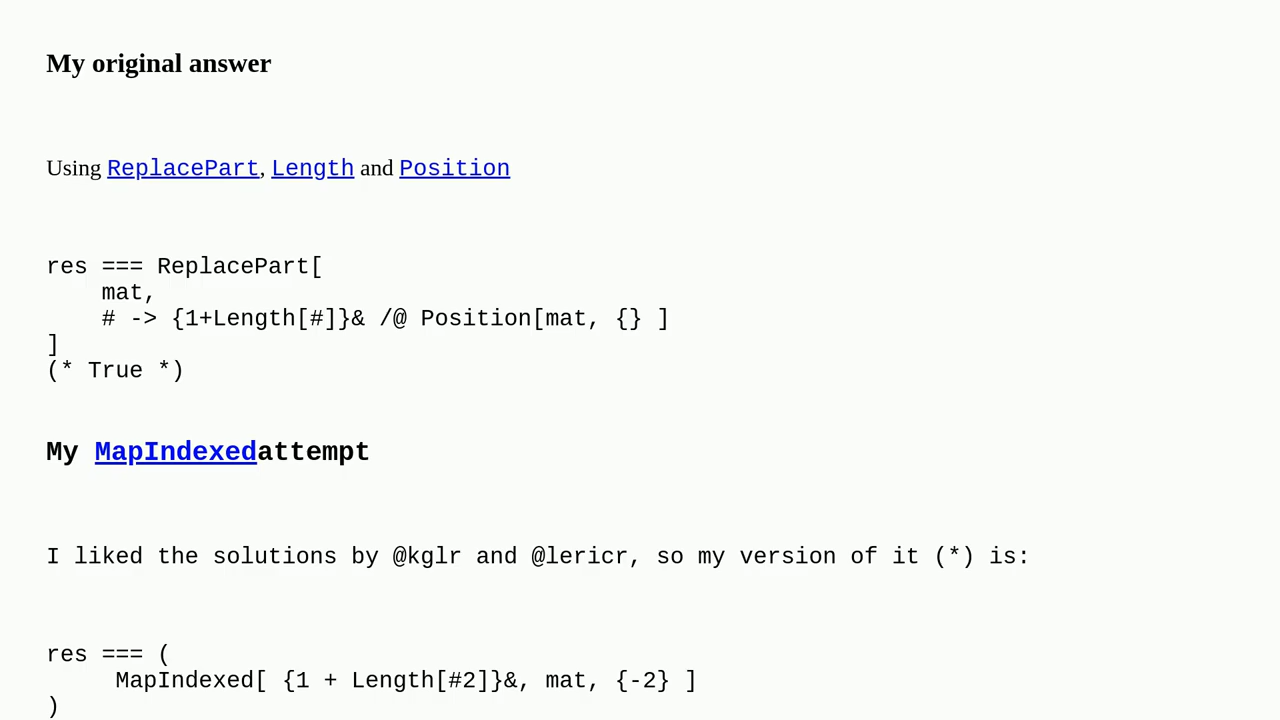 My original answer
Using ReplacePart, Length and Position
res === ReplacePart[
    mat,
    # -> {1+Length[#]}& /@ Position[mat, {} ]
]
(* True *)
My MapIndexedattempt
I liked the solutions by @kglr and @lericr, so my version of it (*) is:
res === (
     MapIndexed[ {1 + Length[#2]}&, mat, {-2} ]
)